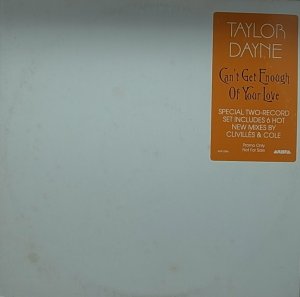 TAYLOR
DAYNE
Can't Get Enough
Of Your Love
SPECIAL TWO-RECORD
SET INCLUDES 6 HOT
NEW MIXES BY
CLIVILLÉS & COLE
Promo Only
Not For Sale
ARISTA